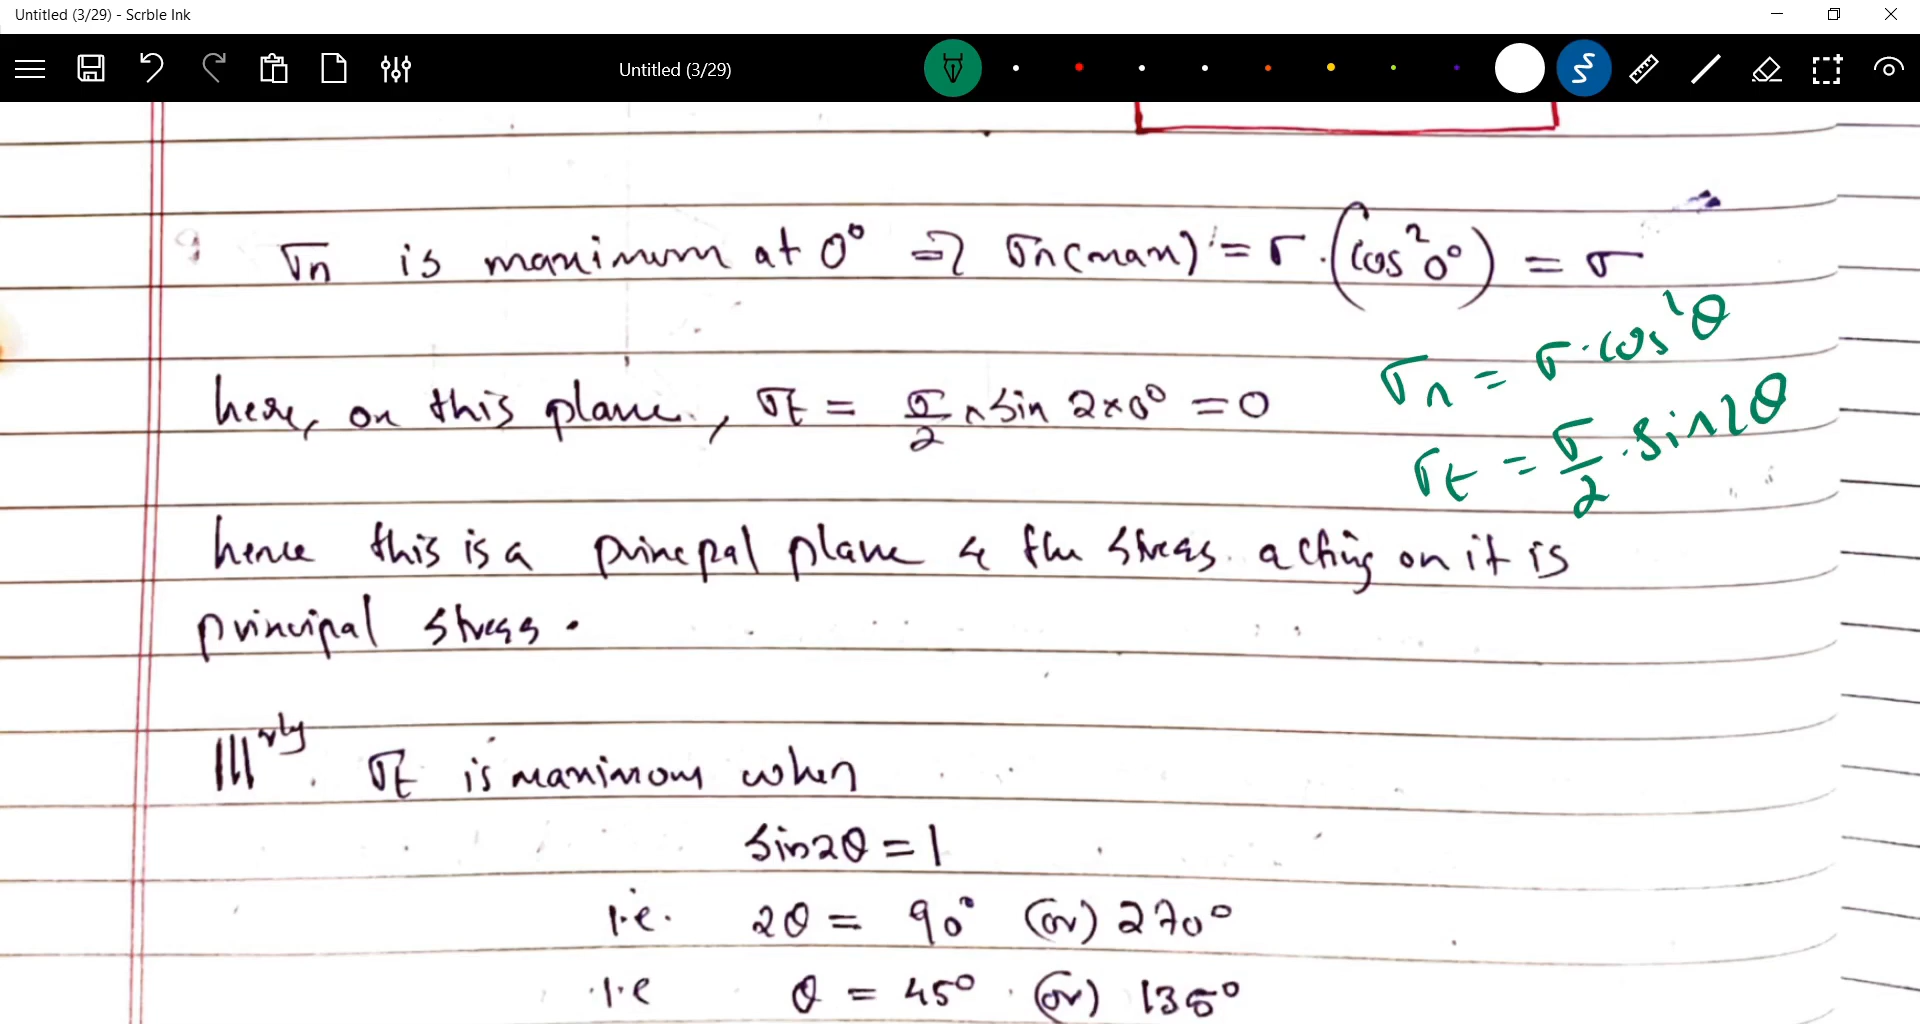 Untitled (3/29) - Scrble Ink
Untitled (3/29)
σn is maximum at 0° ⇒ σn(max) = σ.(cos²0°) = σ
σn = σ.cos²θ
here, on this plane, σt = σ/2 × sin 2×0° = 0
σt = σ/2 . sin2θ
hence this is a principal plane & the stress acting on it is
principal stress.
Illrly. σt is maximum when
sin2θ = 1
i.e. 2θ = 90° (or) 270°
i.e θ = 45° (or) 135°